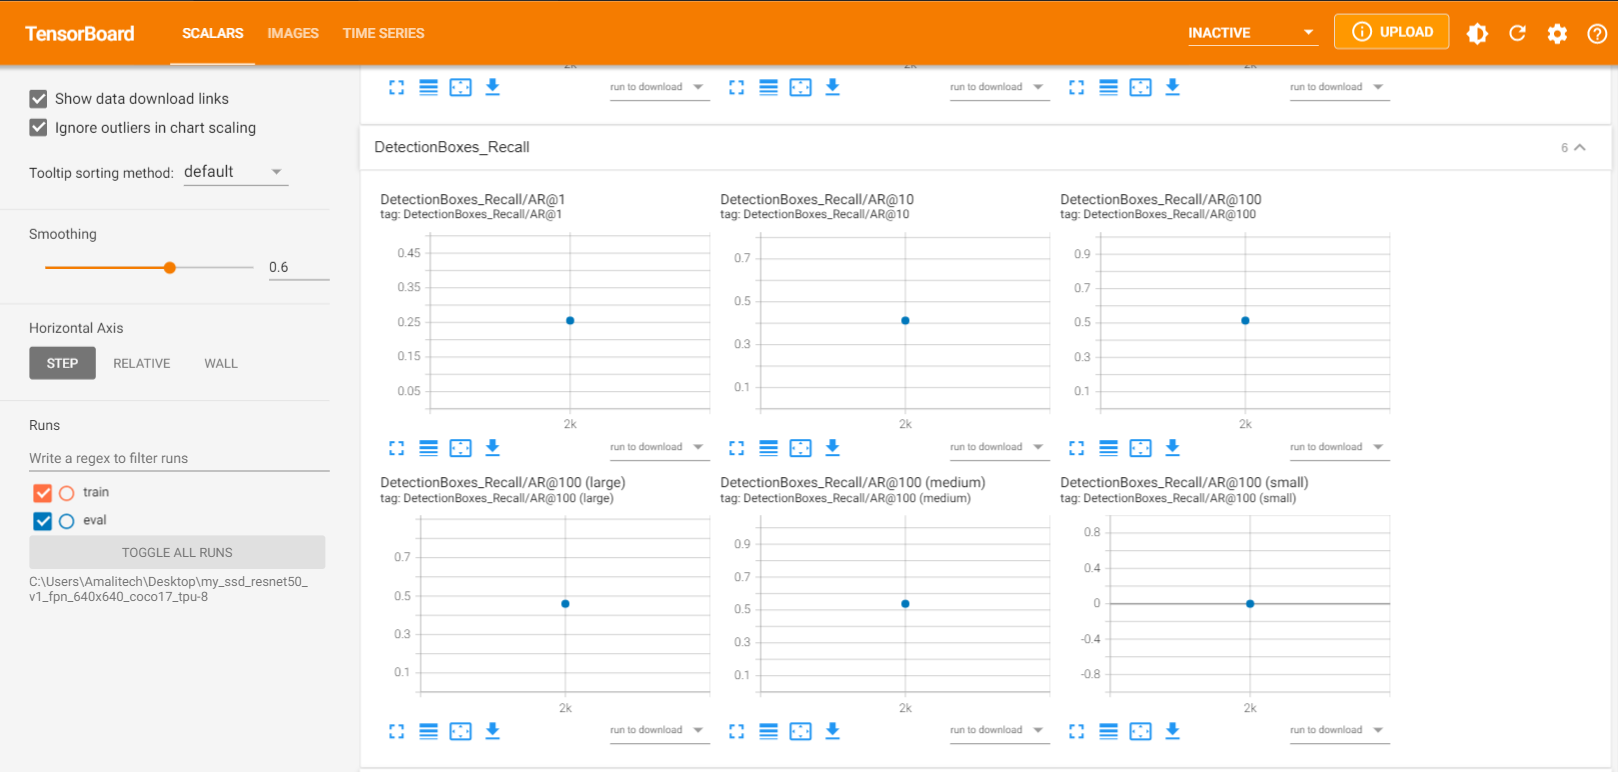 TensorBoard
SCALARS
IMAGES
TIME SERIES
INACTIVE
UPLOAD
Show data download links
Ignore outliers in chart scaling
Tooltip sorting method: default
Smoothing
0.6
Horizontal Axis
STEP
RELATIVE
WALL
Runs
Write a regex to filter runs
train
eval
TOGGLE ALL RUNS
C:\Users\Amalitech\Desktop\my_ssd_resnet50_
v1_fpn_640x640_coco17_tpu-8
2k
2k
2k
run to download
run to download
run to download
DetectionBoxes_Recall
6
DetectionBoxes_Recall/AR@1
tag: DetectionBoxes_Recall/AR@1
0.45
0.35
0.25
0.15
0.05
2k
run to download
DetectionBoxes_Recall/AR@10
tag: DetectionBoxes_Recall/AR@10
0.7
0.5
0.3
0.1
2k
run to download
DetectionBoxes_Recall/AR@100
tag: DetectionBoxes_Recall/AR@100
0.9
0.7
0.5
0.3
0.1
2k
run to download
DetectionBoxes_Recall/AR@100 (large)
tag: DetectionBoxes_Recall/AR@100 (large)
0.7
0.5
0.3
0.1
2k
run to download
DetectionBoxes_Recall/AR@100 (medium)
tag: DetectionBoxes_Recall/AR@100 (medium)
0.9
0.7
0.5
0.3
0.1
2k
run to download
DetectionBoxes_Recall/AR@100 (small)
tag: DetectionBoxes_Recall/AR@100 (small)
0.8
0.4
0
-0.4
-0.8
2k
run to download